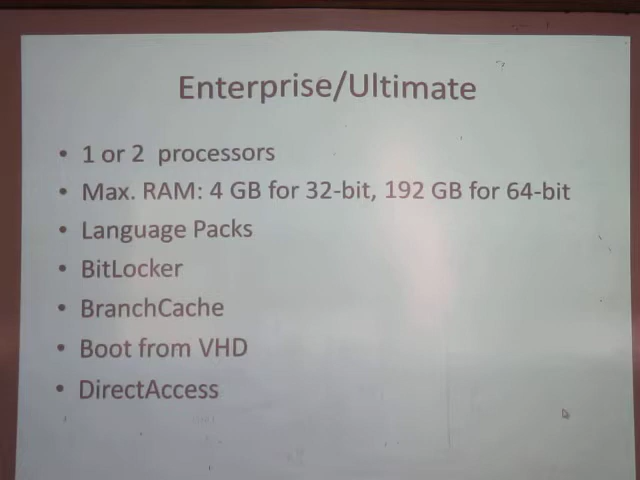 Enterprise/Ultimate
• 1 or 2 processors
• Max. RAM: 4 GB for 32-bit, 192 GB for 64-bit
• Language Packs
• BitLocker
• BranchCache
• Boot from VHD
• DirectAccess